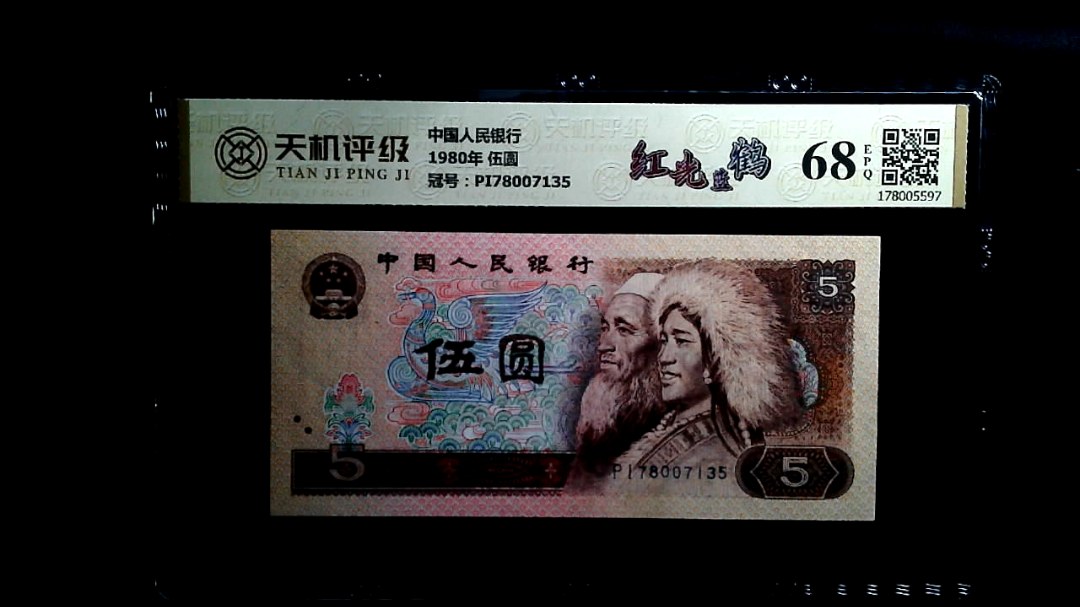 天机评级
TIAN JI PING JI
中国人民银行
1980年 伍圆
冠号：PI78007135
红光蓝鹤
68
EPQ
178005597
中国人民银行
5
伍圆
5
PI78007135
5